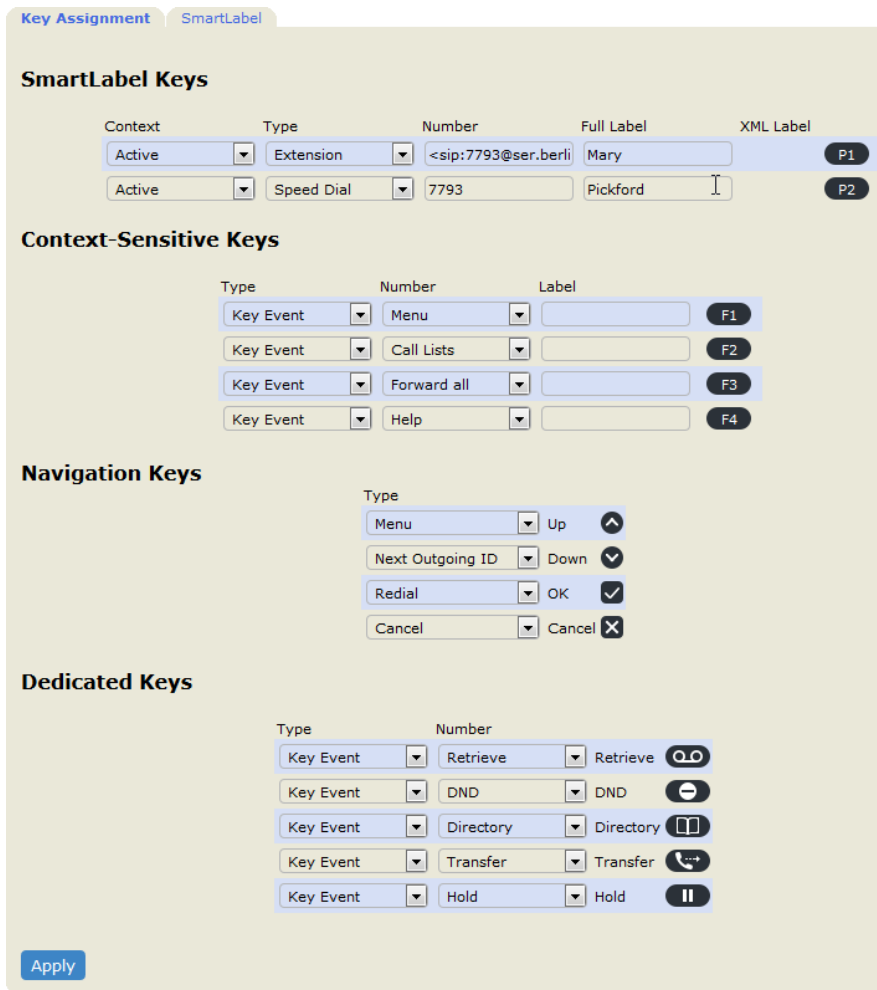 Key Assignment SmartLabel
SmartLabel Keys
Context Type Number Full Label XML Label
Active Extension <sip:7793@ser.berli Mary P1
Active Speed Dial 7793 Pickford P2
Context-Sensitive Keys
Type Number Label
Key Event Menu F1
Key Event Call Lists F2
Key Event Forward all F3
Key Event Help F4
Navigation Keys
Type
Menu Up
Next Outgoing ID Down
Redial OK
Cancel Cancel
Dedicated Keys
Type Number
Key Event Retrieve Retrieve
Key Event DND DND
Key Event Directory Directory
Key Event Transfer Transfer
Key Event Hold Hold
Apply